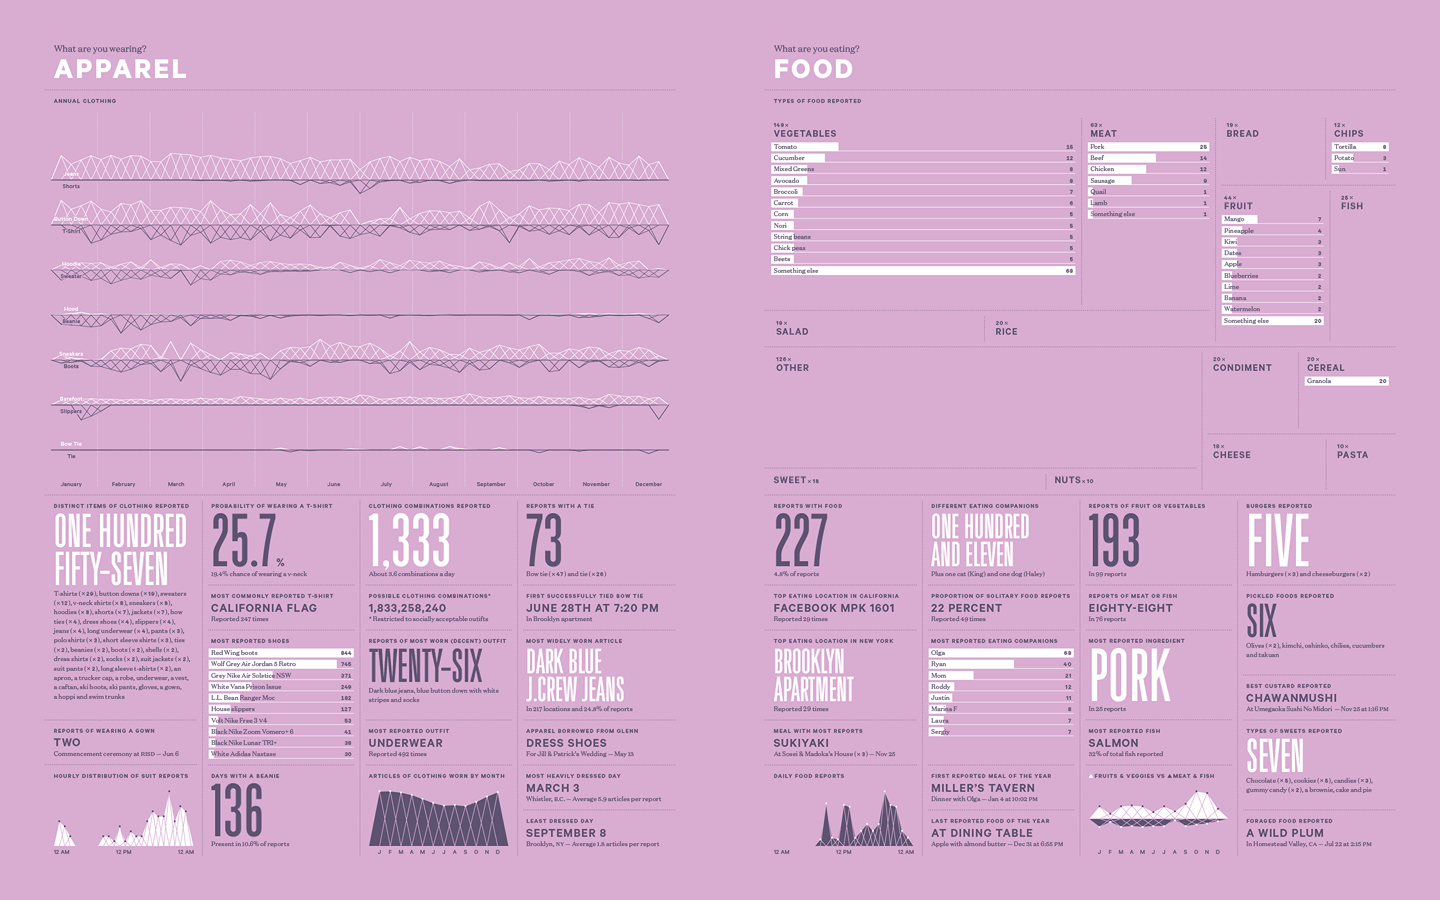 What are you wearing?
APPAREL
ANNUAL CLOTHING
Jeans
Shorts
Button Down
T-Shirt
Hoodie
Sweater
Hood
Beanie
Sneakers
Boots
Barefoot
Slippers
Bow Tie
Tie
January February March April May June July August September October November December
DISTINCT ITEMS OF CLOTHING REPORTED
ONE HUNDRED
FIFTY-SEVEN
T-shirts (×29), button downs (×19), sweaters
(×12), v-neck shirts (×9), sneakers (×8),
hoodies (×8), shorts (×7), jackets (×7), bow
ties (×4), dress shoes (×4), slippers (×4),
jeans (×4), long underwear (×4), pants (×3),
polo shirts (×3), short sleeve shirts (×3), ties
(×2), beanies (×2), boots (×2), shells (×2),
dress shirts (×2), socks (×2), suit jackets (×2),
suit pants (×2), long sleeve t-shirts (×2), an
apron, a trucker cap, a robe, underwear, a vest,
a caftan, ski boots, ski pants, gloves, a gown,
a hoppi and swim trunks
REPORTS OF WEARING A GOWN
TWO
Commencement ceremony at RISD — Jun 6
HOURLY DISTRIBUTION OF SUIT REPORTS
12 AM 12 PM 12 AM
PROBABILITY OF WEARING A T-SHIRT
25.7%
19.4% chance of wearing a v-neck
MOST COMMONLY REPORTED T-SHIRT
CALIFORNIA FLAG
Reported 247 times
MOST REPORTED SHOES
Red Wing boots 844
Wolf Grey Air Jordan 5 Retro 745
Grey Nike Air Solstice NSW 371
White Vans Prison Issue 249
L.L. Bean Ranger Moc 192
House slippers 127
Volt Nike Free 3 V4 93
Black Nike Zoom Vomero+ 6 41
Black Nike Lunar TR1+ 38
White Adidas Nastase 30
DAYS WITH A BEANIE
136
Present in 10.6% of reports
CLOTHING COMBINATIONS REPORTED
1,333
About 3.6 combinations a day
POSSIBLE CLOTHING COMBINATIONS*
1,833,258,240
* Restricted to socially acceptable outfits
REPORTS OF MOST WORN (DECENT) OUTFIT
TWENTY-SIX
Dark blue jeans, blue button down with white
stripes and socks
MOST REPORTED OUTFIT
UNDERWEAR
Reported 492 times
ARTICLES OF CLOTHING WORN BY MONTH
J F M A M J J A S O N D
REPORTS WITH A TIE
73
Bow tie (×47) and tie (×26)
FIRST SUCCESSFULLY TIED BOW TIE
JUNE 28TH AT 7:20 PM
In Brooklyn apartment
MOST WIDELY WORN ARTICLE
DARK BLUE
J.CREW JEANS
In 217 locations and 24.8% of reports
APPAREL BORROWED FROM GLENN
DRESS SHOES
For Jill & Patrick's Wedding — May 13
MOST HEAVILY DRESSED DAY
MARCH 3
Whistler, B.C. — Average 5.9 articles per report
LEAST DRESSED DAY
SEPTEMBER 8
Brooklyn, NY — Average 1.8 articles per report
What are you eating?
FOOD
TYPES OF FOOD REPORTED
149×
VEGETABLES
Tomato 15
Cucumber 12
Mixed Greens 8
Avocado 8
Broccoli 7
Carrot 6
Corn 5
Nori 5
String beans 5
Chick peas 5
Beets 5
Something else 68
63×
MEAT
Pork 25
Beef 14
Chicken 12
Sausage 9
Quail 1
Lamb 1
Something else 1
19×
BREAD
12×
CHIPS
Tortilla 8
Potato 3
Sun 1
44×
FRUIT
Mango 7
Pineapple 4
Kiwi 3
Dates 3
Apple 3
Blueberries 2
Lime 2
Banana 2
Watermelon 2
Something else 20
25×
FISH
19×
SALAD
20×
RICE
126×
OTHER
20×
CONDIMENT
20×
CEREAL
Granola 20
18×
CHEESE
10×
PASTA
SWEET×18
NUTS×10
REPORTS WITH FOOD
227
4.8% of reports
TOP EATING LOCATION IN CALIFORNIA
FACEBOOK MPK 1601
Reported 29 times
TOP EATING LOCATION IN NEW YORK
BROOKLYN
APARTMENT
Reported 29 times
MEAL WITH MOST REPORTS
SUKIYAKI
At Sossi & Madoka's House (×3) — Nov 25
DAILY FOOD REPORTS
12 AM 12 PM 12 AM
DIFFERENT EATING COMPANIONS
ONE HUNDRED
AND ELEVEN
Plus one cat (King) and one dog (Haley)
PROPORTION OF SOLITARY FOOD REPORTS
22 PERCENT
Reported 49 times
MOST REPORTED EATING COMPANIONS
Olga 68
Ryan 40
Mom 21
Roddy 12
Justin 11
Marina F 8
Laura 7
Sergiy 7
FIRST REPORTED MEAL OF THE YEAR
MILLER'S TAVERN
Dinner with Olga — Jan 4 at 10:02 PM
LAST REPORTED FOOD OF THE YEAR
AT DINING TABLE
Apple with almond butter — Dec 31 at 6:55 PM
REPORTS OF FRUIT OR VEGETABLES
193
In 99 reports
REPORTS OF MEAT OR FISH
EIGHTY-EIGHT
In 76 reports
MOST REPORTED INGREDIENT
PORK
In 25 reports
MOST REPORTED FISH
SALMON
32% of total fish reported
FRUITS & VEGGIES VS MEAT & FISH
J F M A M J J A S O N D
BURGERS REPORTED
FIVE
Hamburgers (×3) and cheeseburgers (×2)
PICKLED FOODS REPORTED
SIX
Olives (×2), kimchi, oshinko, chilies, cucumbers
and takuan
BEST CUSTARD REPORTED
CHAWANMUSHI
At Umegaoka Sushi No Midori — Nov 25 at 1:15 PM
TYPES OF SWEETS REPORTED
SEVEN
Chocolate (×5), cookies (×5), candies (×3),
gummy candy (×2), a brownie, cake and pie
FORAGED FOOD REPORTED
A WILD PLUM
In Homestead Valley, CA — Jul 22 at 2:15 PM